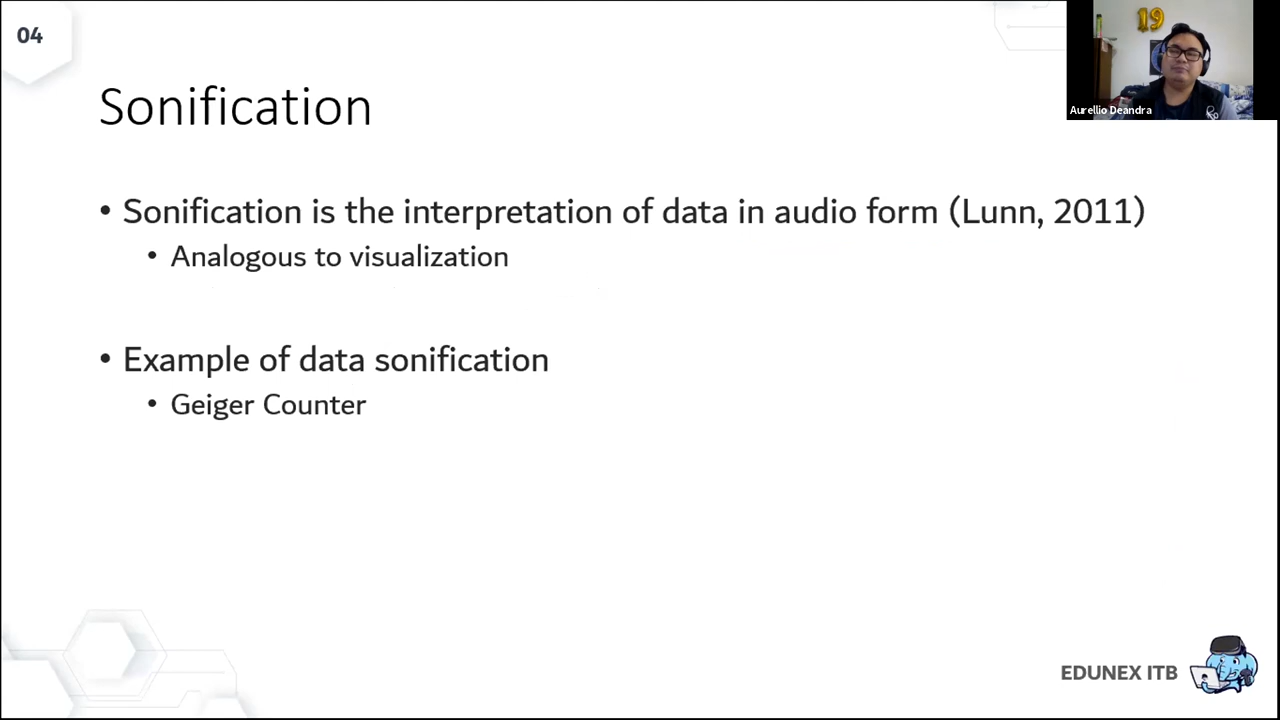 04
19
Aurellio Deandra
Sonification
• Sonification is the interpretation of data in audio form (Lunn, 2011)
• Analogous to visualization
• Example of data sonification
• Geiger Counter
EDUNEX ITB